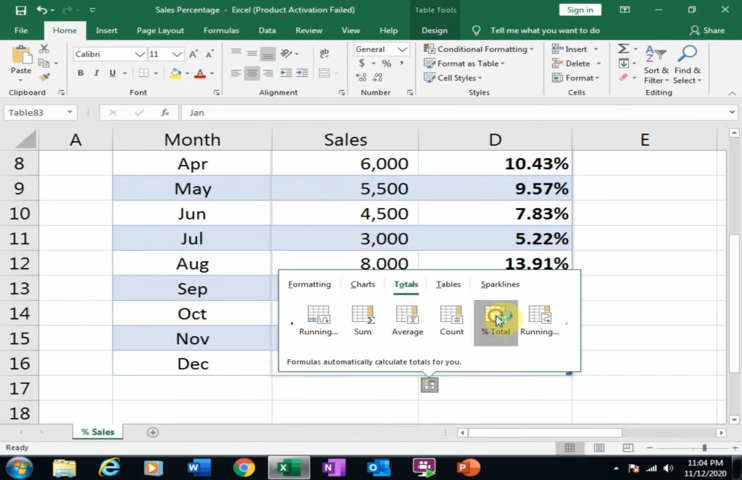 Sales Percentage - Excel (Product Activation Failed)
Table Tools
Sign in
File Home Insert Page Layout Formulas Data Review View Design Tell me what you want to do Share
Paste
Calibri 11
General
Conditional Formatting
Format as Table
Cell Styles
Insert
Delete
Format
Sort & Filter
Find & Select
Clipboard Font Alignment Number Styles Cells Editing
Table83 Jan
A Month Sales D E
8 Apr 6,000 10.43%
9 May 5,500 9.57%
10 Jun 4,500 7.83%
11 Jul 3,000 5.22%
12 Aug 8,000 13.91%
13 Sep
14 Oct
15 Nov
16 Dec
17
18
Formatting Charts Totals Tables Sparklines
Running... Sum Average Count % Total Running...
Formulas automatically calculate totals for you.
% Sales
Ready
11:04 PM
11/12/2020